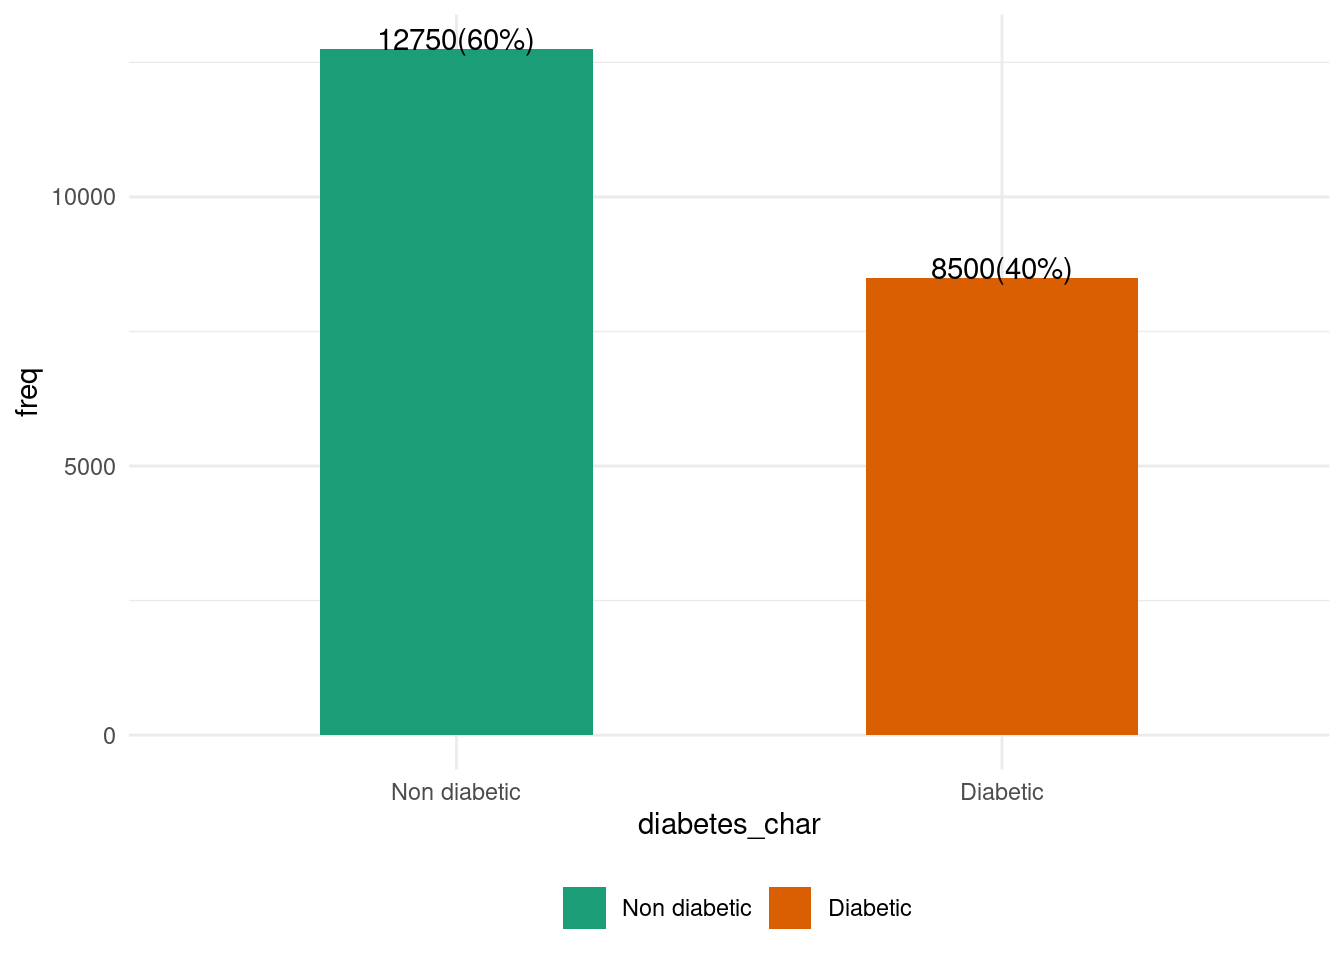 12750(60%)
10000
8500(40%)
freq
5000
0
Non diabetic
Diabetic
diabetes_char
Non diabetic
Diabetic